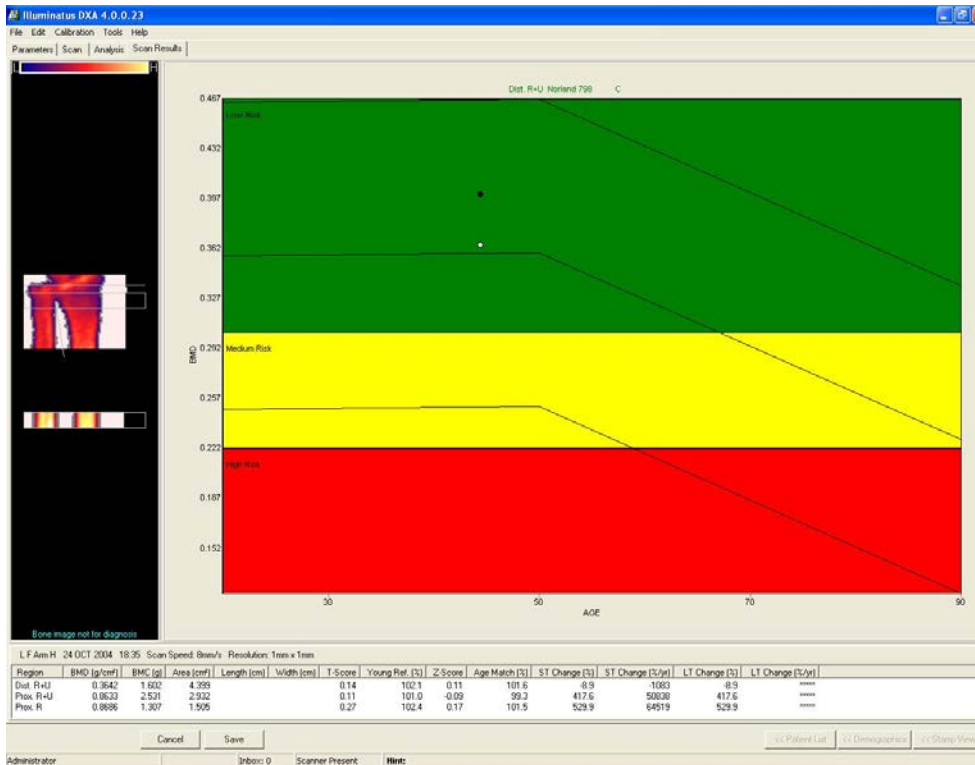 Illuminatus DXA 4.0.0.23
File Edit Calibration Tools Help
Parameters Scan Analysis Scan Results
L H
Dist. R+U Norland 798 C
0.467
Low Risk
0.432
0.397
0.362
0.327
BMD
0.292
Medium Risk
0.257
0.222
High Risk
0.187
0.152
30 50 70 90
AGE
Bone image not for diagnosis
L F Arm H 24 OCT 2004 18:35 Scan Speed: 8mm/s Resolution: 1mm x 1mm
Region BMD [g/cm²] BMC [g] Area [cm²] Length [cm] Width [cm] T-Score Young Ref. [%] Z-Score Age Match [%] ST Change [%] ST Change [%/yr] LT Change [%] LT Change [%/yr]
Dist. R+U 0.3642 1.602 4.399 0.14 102.1 0.11 101.6 -8.9 -1083 -8.9 *****
Prox. R+U 0.8633 2.531 2.932 0.11 101.0 -0.09 99.3 417.6 50838 417.6 *****
Prox. R 0.8686 1.307 1.505 0.27 102.4 0.17 101.5 529.9 64519 529.9 *****
Cancel Save << Patient List << Demographics << Stamp View
Administrator Inbox: 0 Scanner Present Hint: